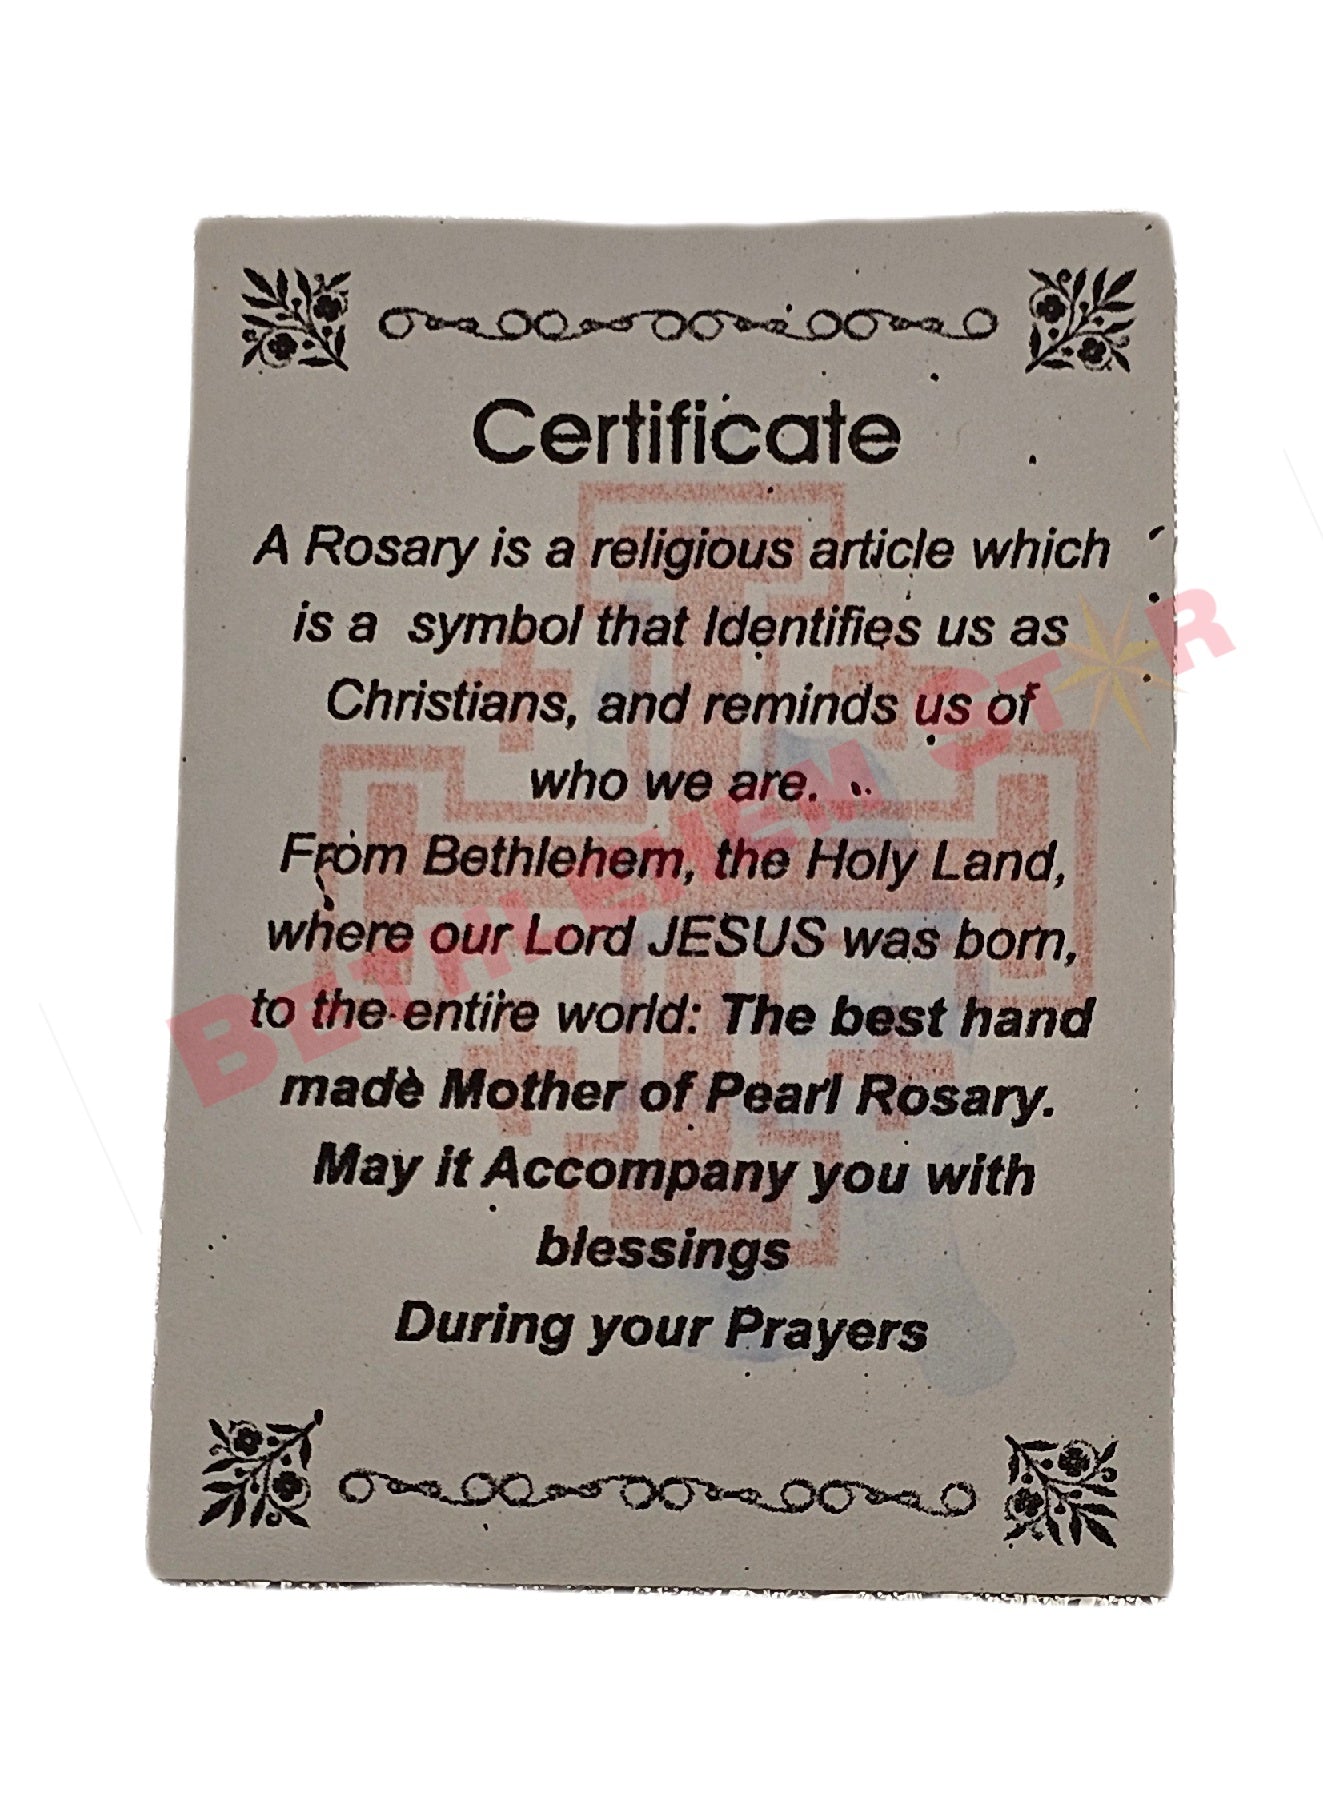 Certificate
A Rosary is a religious article which
is a symbol that Identifies us as
Christians, and reminds us of
who we are.
From Bethlehem, the Holy Land,
where our Lord JESUS was born,
to the entire world: The best hand
made Mother of Pearl Rosary.
May it Accompany you with
blessings
During your Prayers
BETHLEHEM STAR